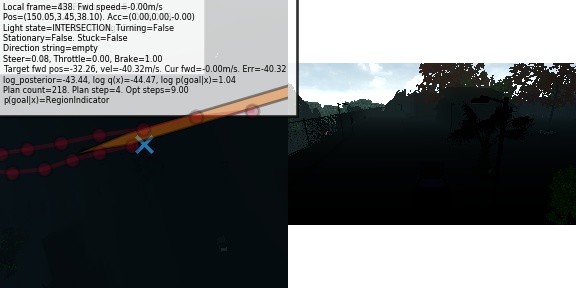 Local frame=438. Fwd speed=-0.00m/s
Pos=(150.05,3.45,38.10). Acc=(0.00,0.00,-0.00)
Light state=INTERSECTION. Turning=False
Stationary=False. Stuck=False
Direction string=empty
Steer=0.08, Throttle=0.00, Brake=1.00
Target fwd pos=-32.26, vel=-40.32m/s. Cur fwd=-0.00m/s. Err=-40.32
log_posterior=-43.44, log q(x)=-44.47, log p(goal|x)=1.04
Plan count=218. Plan step=4. Opt steps=9.00
p(goal|x)=RegionIndicator